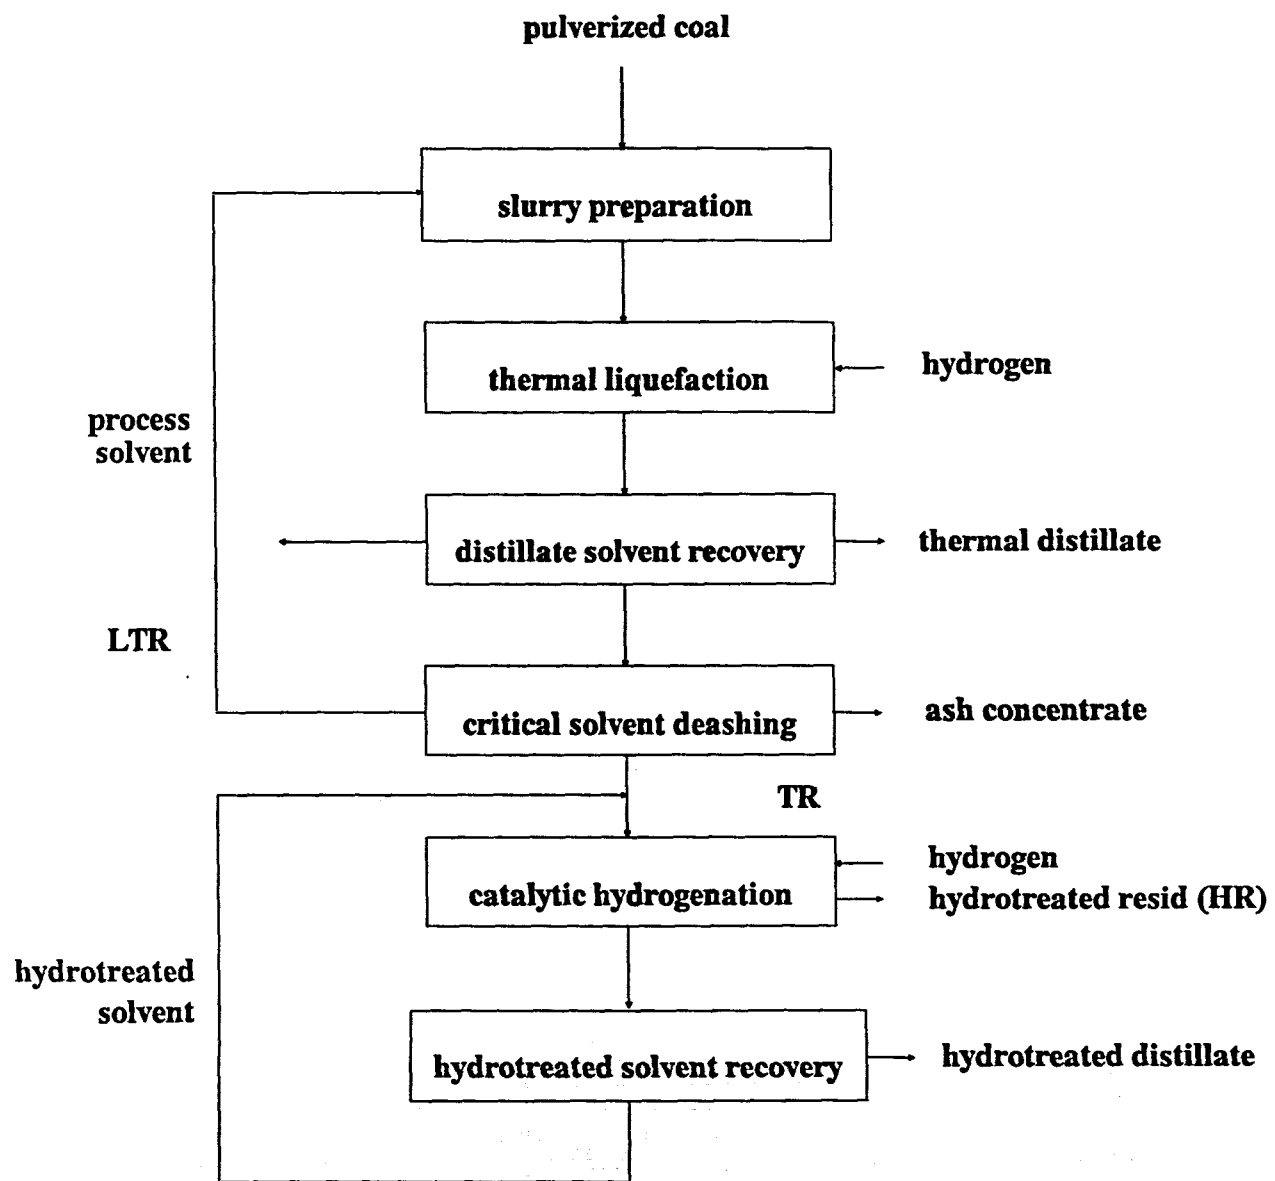 pulverized coal
slurry preparation
thermal liquefaction
hydrogen
process
solvent
distillate solvent recovery
thermal distillate
LTR
critical solvent deashing
ash concentrate
TR
catalytic hydrogenation
hydrogen
hydrotreated resid (HR)
hydrotreated
solvent
hydrotreated solvent recovery
hydrotreated distillate